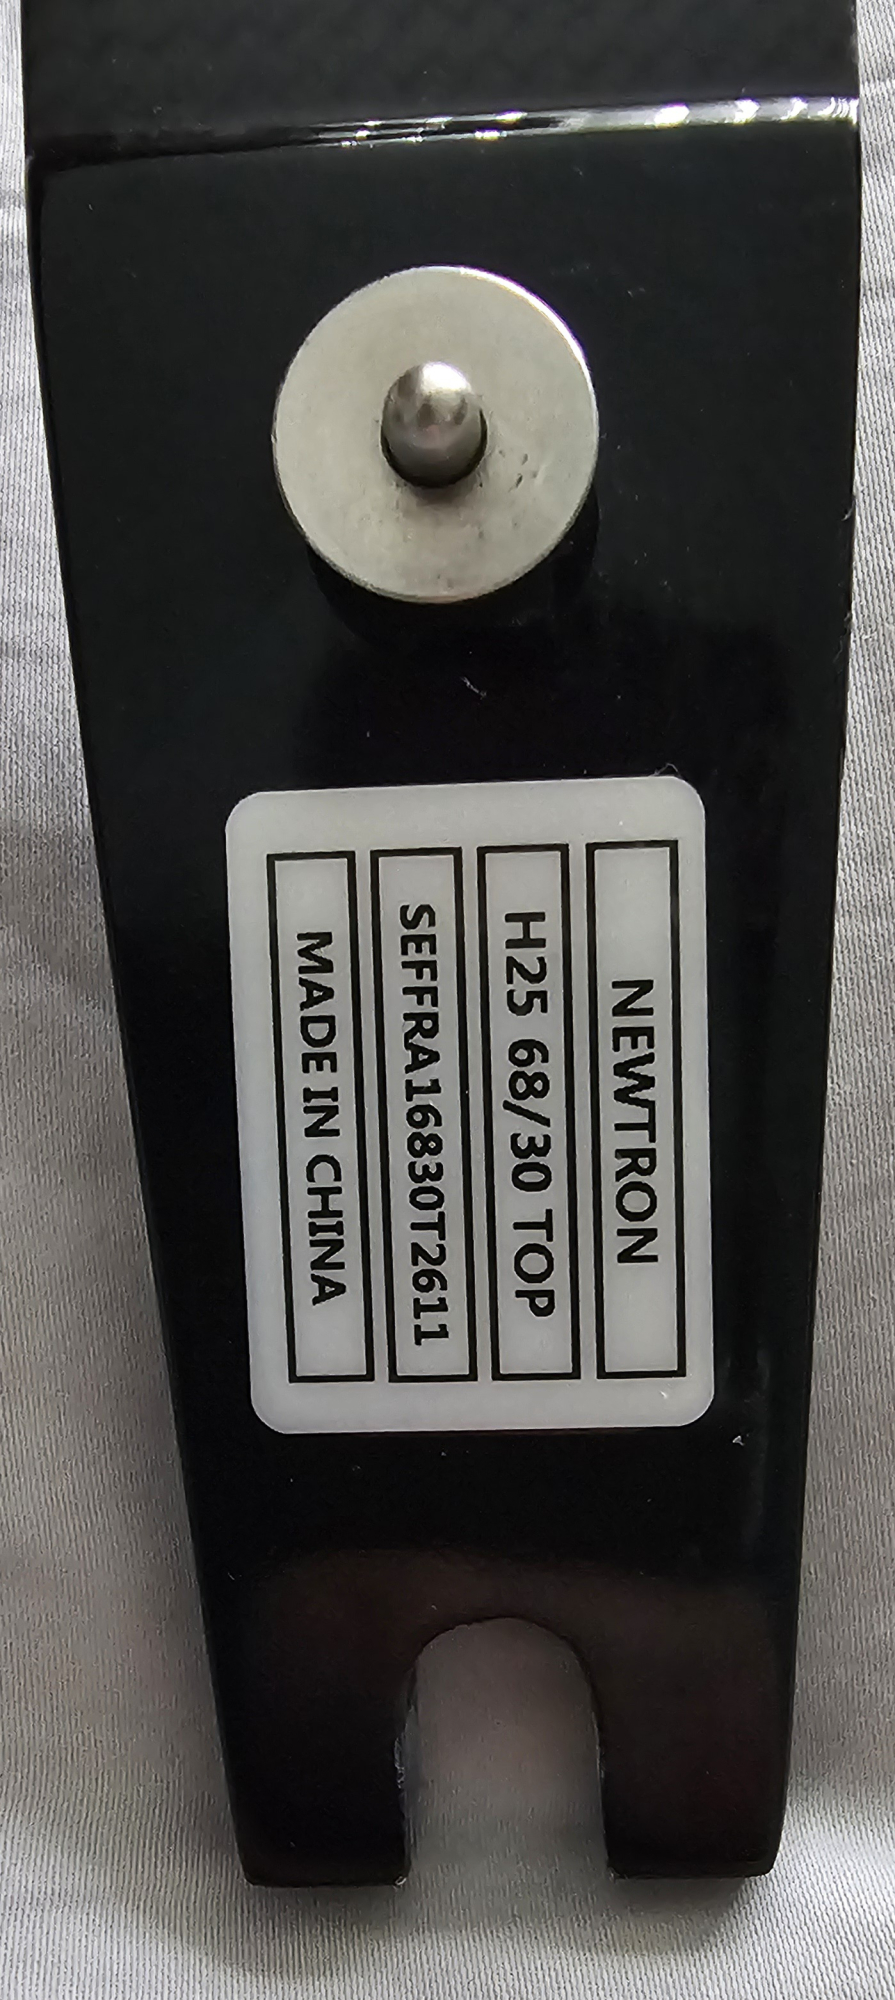 NEWTRON
H25 68/30 TOP
SEFFRA16830T2611
MADE IN CHINA